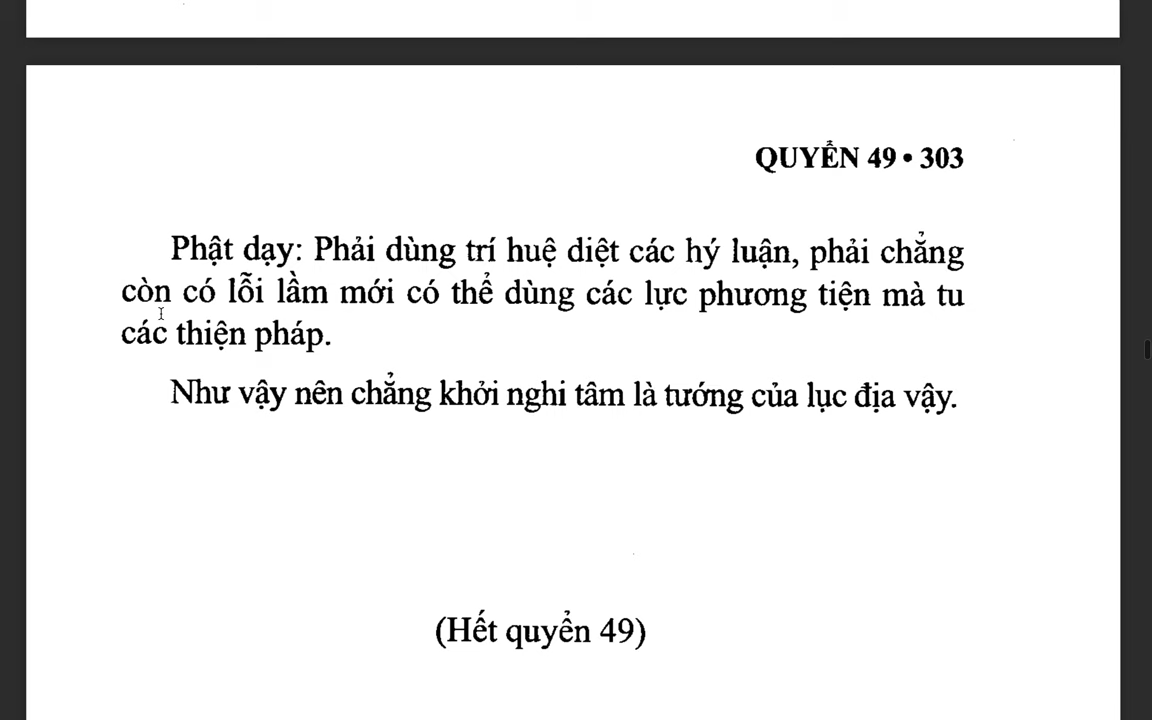 QUYỂN 49 • 303
Phật dạy: Phải dùng trí huệ diệt các hý luận, phải chẳng
còn có lỗi lầm mới có thể dùng các lực phương tiện mà tu
các thiện pháp.
Như vậy nên chẳng khởi nghi tâm là tướng của lục địa vậy.
(Hết quyển 49)